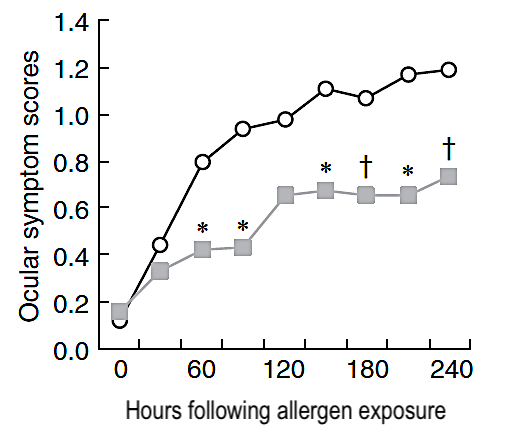 1.4
1.2
1.0
0.8
0.6
0.4
0.2
0.0
Ocular symptom scores
* * * † * †
0 60 120 180 240
Hours following allergen exposure